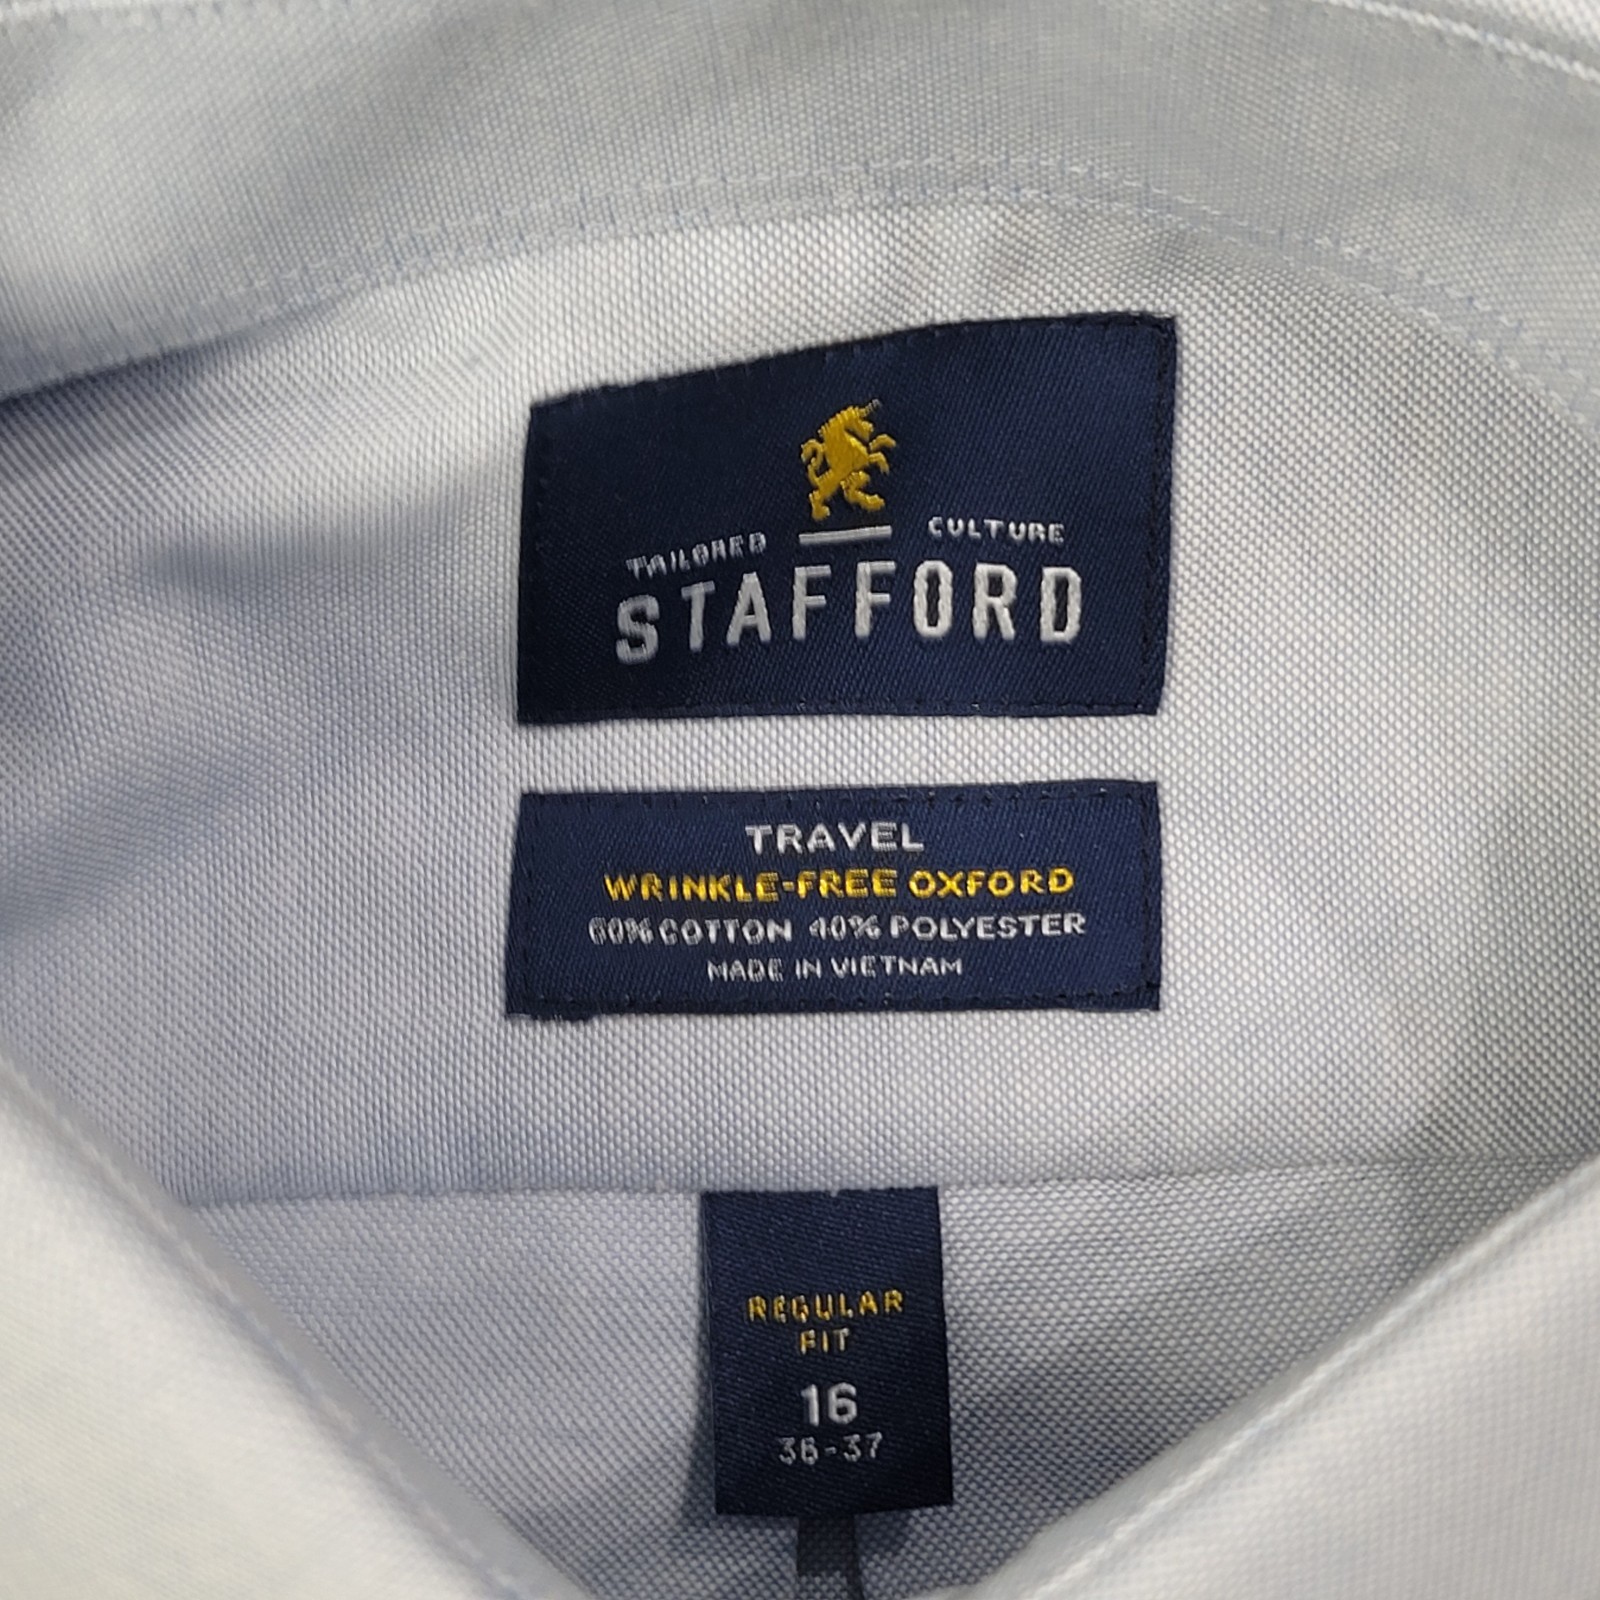 TAILORED CULTURE
STAFFORD
TRAVEL
WRINKLE-FREE OXFORD
60% COTTON 40% POLYESTER
MADE IN VIETNAM
REGULAR
FIT
16
36-37